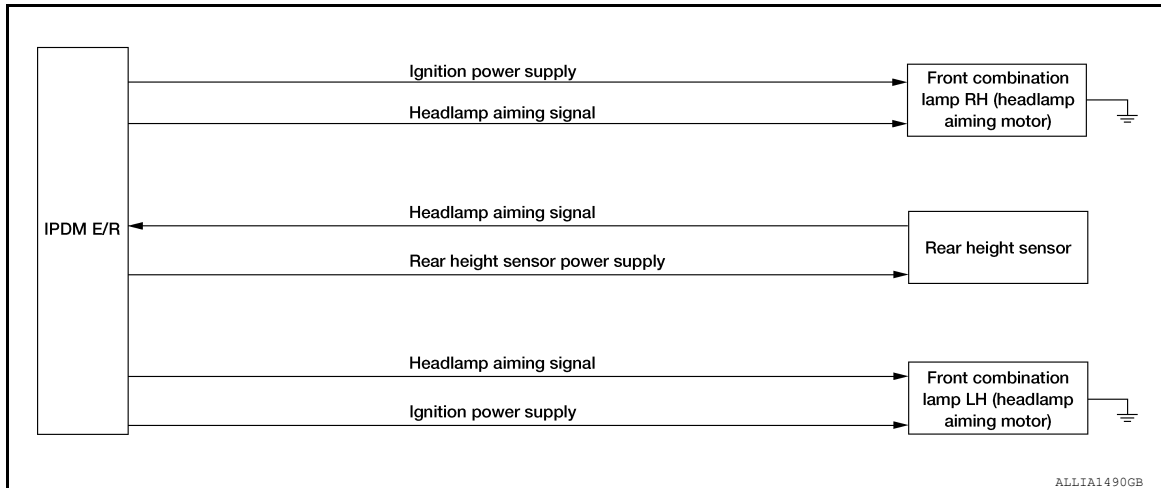 Ignition power supply
Headlamp aiming signal
Front combination
lamp RH (headlamp
aiming motor)
IPDM E/R
Headlamp aiming signal
Rear height sensor power supply
Rear height sensor
Headlamp aiming signal
Ignition power supply
Front combination
lamp LH (headlamp
aiming motor)
ALLIA1490GB